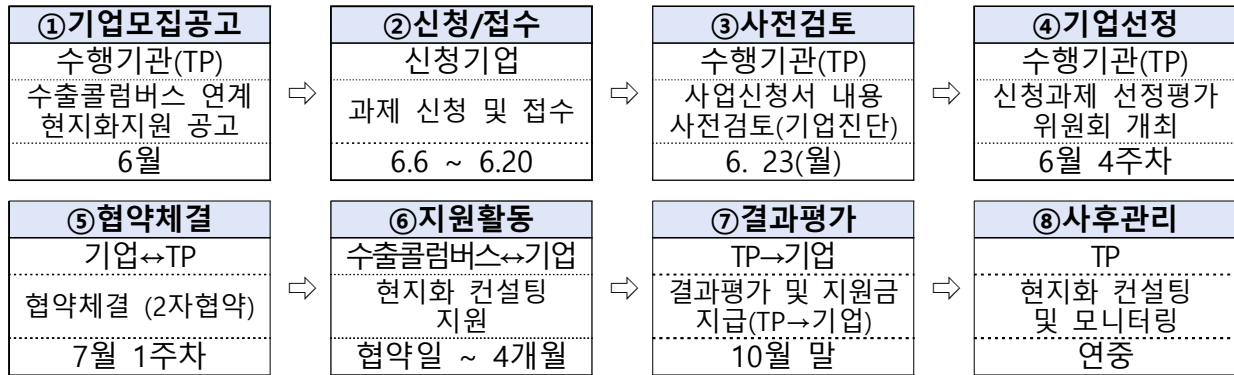 ①기업모집공고
수행기관(TP)
수출콜럼버스 연계
현지화지원 공고
6월
⇨
②신청/접수
신청기업
과제 신청 및 접수
6.6 ~ 6.20
⇨
③사전검토
수행기관(TP)
사업신청서 내용
사전검토(기업진단)
6. 23(월)
⇨
④기업선정
수행기관(TP)
신청과제 선정평가
위원회 개최
6월 4주차
⑤협약체결
기업↔TP
협약체결 (2자협약)
7월 1주차
⇨
⑥지원활동
수출콜럼버스↔기업
현지화 컨설팅
지원
협약일 ~ 4개월
⇨
⑦결과평가
TP→기업
결과평가 및 지원금
지급(TP→기업)
10월 말
⇨
⑧사후관리
TP
현지화 컨설팅
및 모니터링
연중